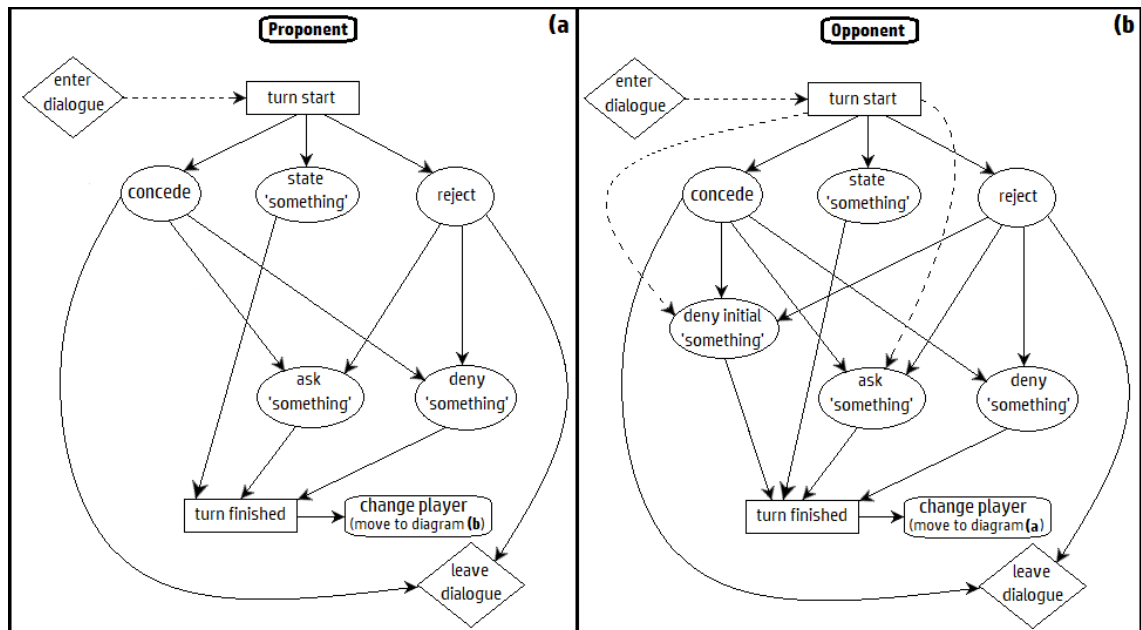 Proponent
(a
enter
dialogue
turn start
concede
state
'something'
reject
ask
'something'
deny
'something'
turn finished
change player
(move to diagram (b))
leave
dialogue
Opponent
(b
enter
dialogue
turn start
concede
state
'something'
reject
deny initial
'something'
ask
'something'
deny
'something'
turn finished
change player
(move to diagram (a)
leave
dialogue